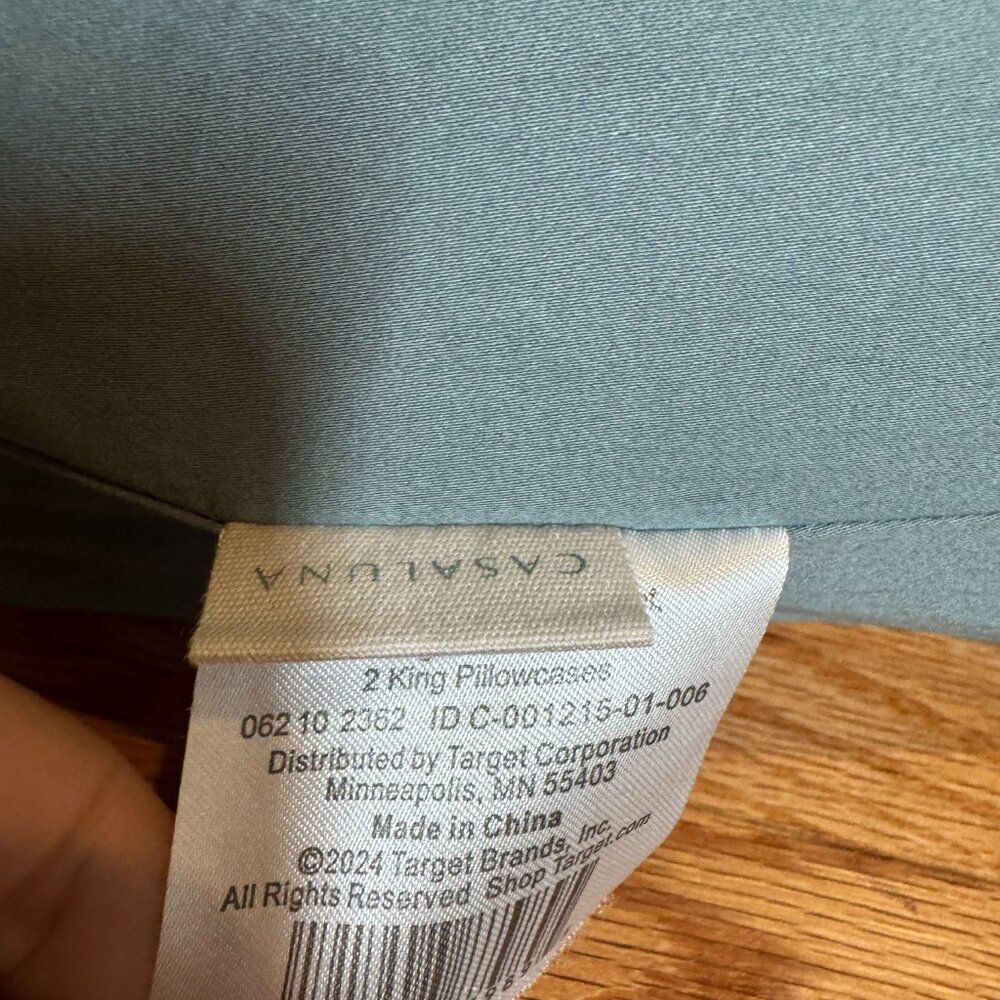 CASALUNA
2 King Pillowcases
062 10 2362 ID C-001215-01-006
Distributed by Target Corporation
Minneapolis, MN 55403
Made in China
©2024 Target Brands, Inc.
All Rights Reserved Shop Target.com